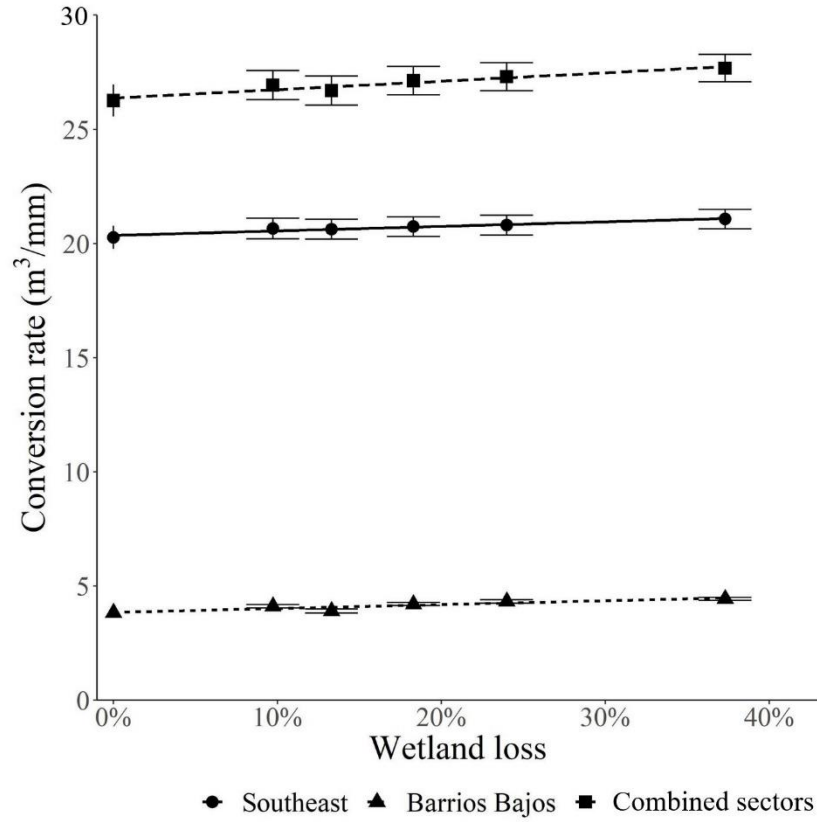 30
25
20
15
10
5
0
Conversion rate (m³/mm)
0% 10% 20% 30% 40%
Wetland loss
Southeast Barrios Bajos Combined sectors